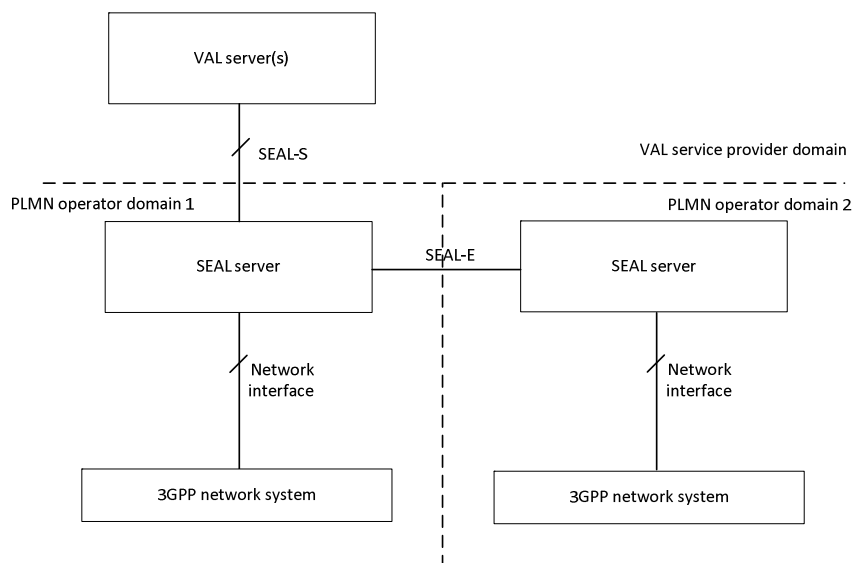 VAL server(s)
SEAL-S
VAL service provider domain
PLMN operator domain 1
PLMN operator domain 2
SEAL server
SEAL-E
SEAL server
Network
interface
Network
interface
3GPP network system
3GPP network system